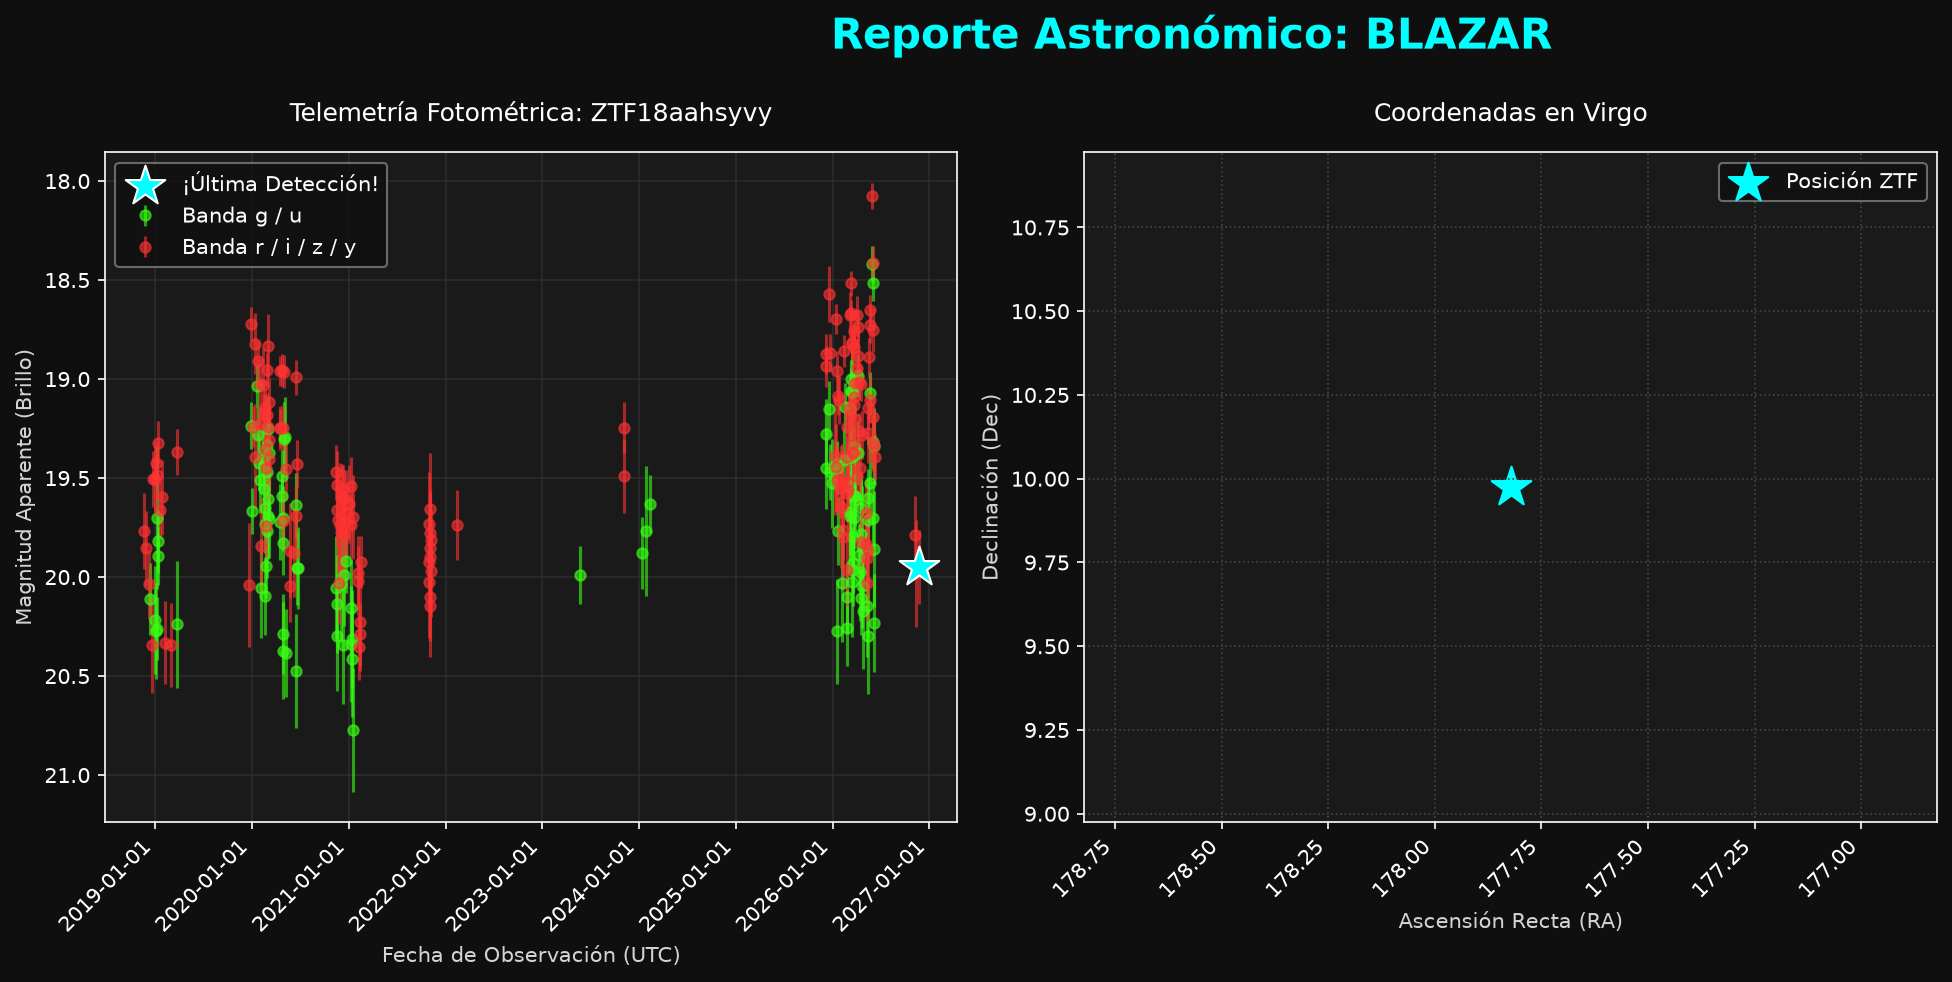 Reporte Astronómico: BLAZAR
Telemetría Fotométrica: ZTF18aahsyvy
¡Última Detección!
Banda g / u
Banda r / i / z / y
Magnitud Aparente (Brillo)
18.0
18.5
19.0
19.5
20.0
20.5
21.0
2019-01-01
2020-01-01
2021-01-01
2022-01-01
2023-01-01
2024-01-01
2025-01-01
2026-01-01
2027-01-01
Fecha de Observación (UTC)
Coordenadas en Virgo
Posición ZTF
Declinación (Dec)
10.75
10.50
10.25
10.00
9.75
9.50
9.25
9.00
178.75
178.50
178.25
178.00
177.75
177.50
177.25
177.00
Ascensión Recta (RA)